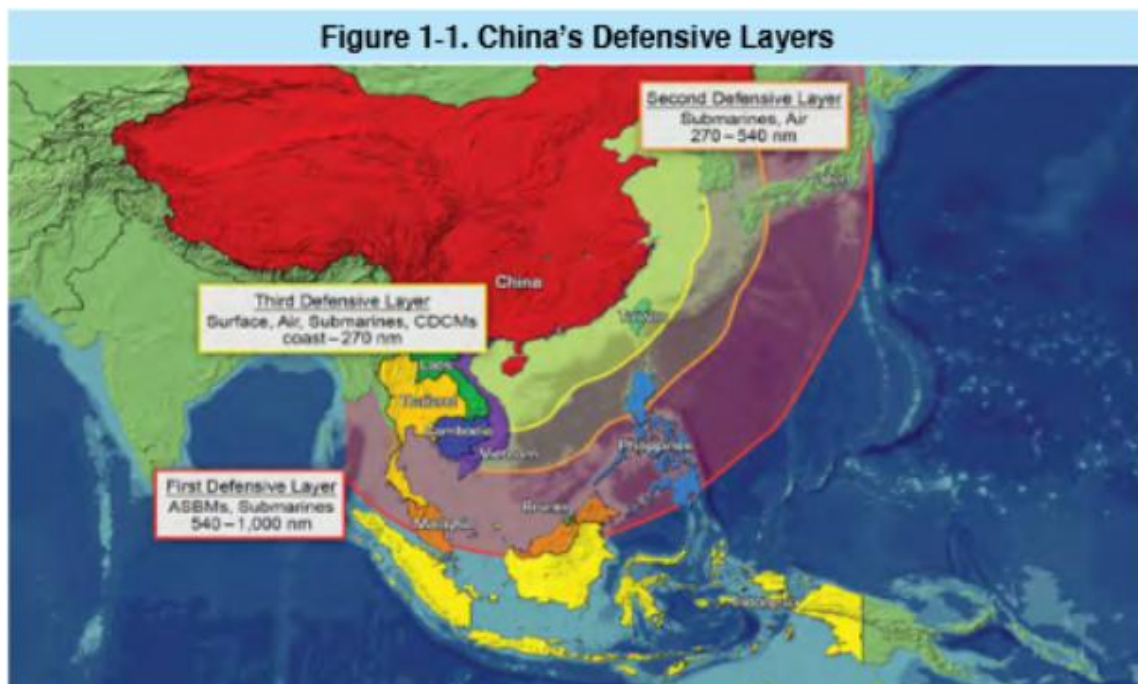 Figure 1-1. China's Defensive Layers
Second Defensive Layer
Submarines, Air
270 – 540 nm
China
Third Defensive Layer
Surface, Air, Submarines, CDCMs
coast – 270 nm
Taiwan
Laos
Thailand
Cambodia
Vietnam
Philippines
First Defensive Layer
ASBMs, Submarines
540 – 1,000 nm
Malaysia
Brunei
Indonesia